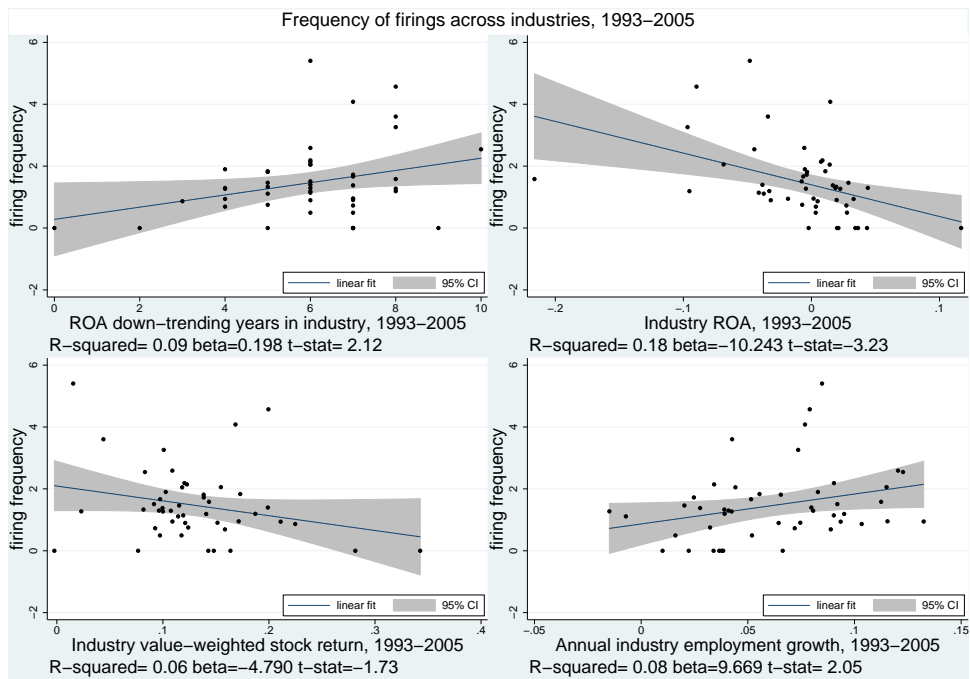 Frequency of firings across industries, 1993−2005
firing frequency
−2 0 2 4 6
0 2 4 6 8 10
linear fit 95% CI
ROA down−trending years in industry, 1993−2005
R−squared= 0.09 beta=0.198 t−stat= 2.12
firing frequency
−2 0 2 4 6
−.2 −.1 0 .1
linear fit 95% CI
Industry ROA, 1993−2005
R−squared= 0.18 beta=−10.243 t−stat=−3.23
firing frequency
−2 0 2 4 6
0 .1 .2 .3 .4
linear fit 95% CI
Industry value−weighted stock return, 1993−2005
R−squared= 0.06 beta=−4.790 t−stat=−1.73
firing frequency
−2 0 2 4 6
−.05 0 .05 .1 .15
linear fit 95% CI
Annual industry employment growth, 1993−2005
R−squared= 0.08 beta=9.669 t−stat= 2.05